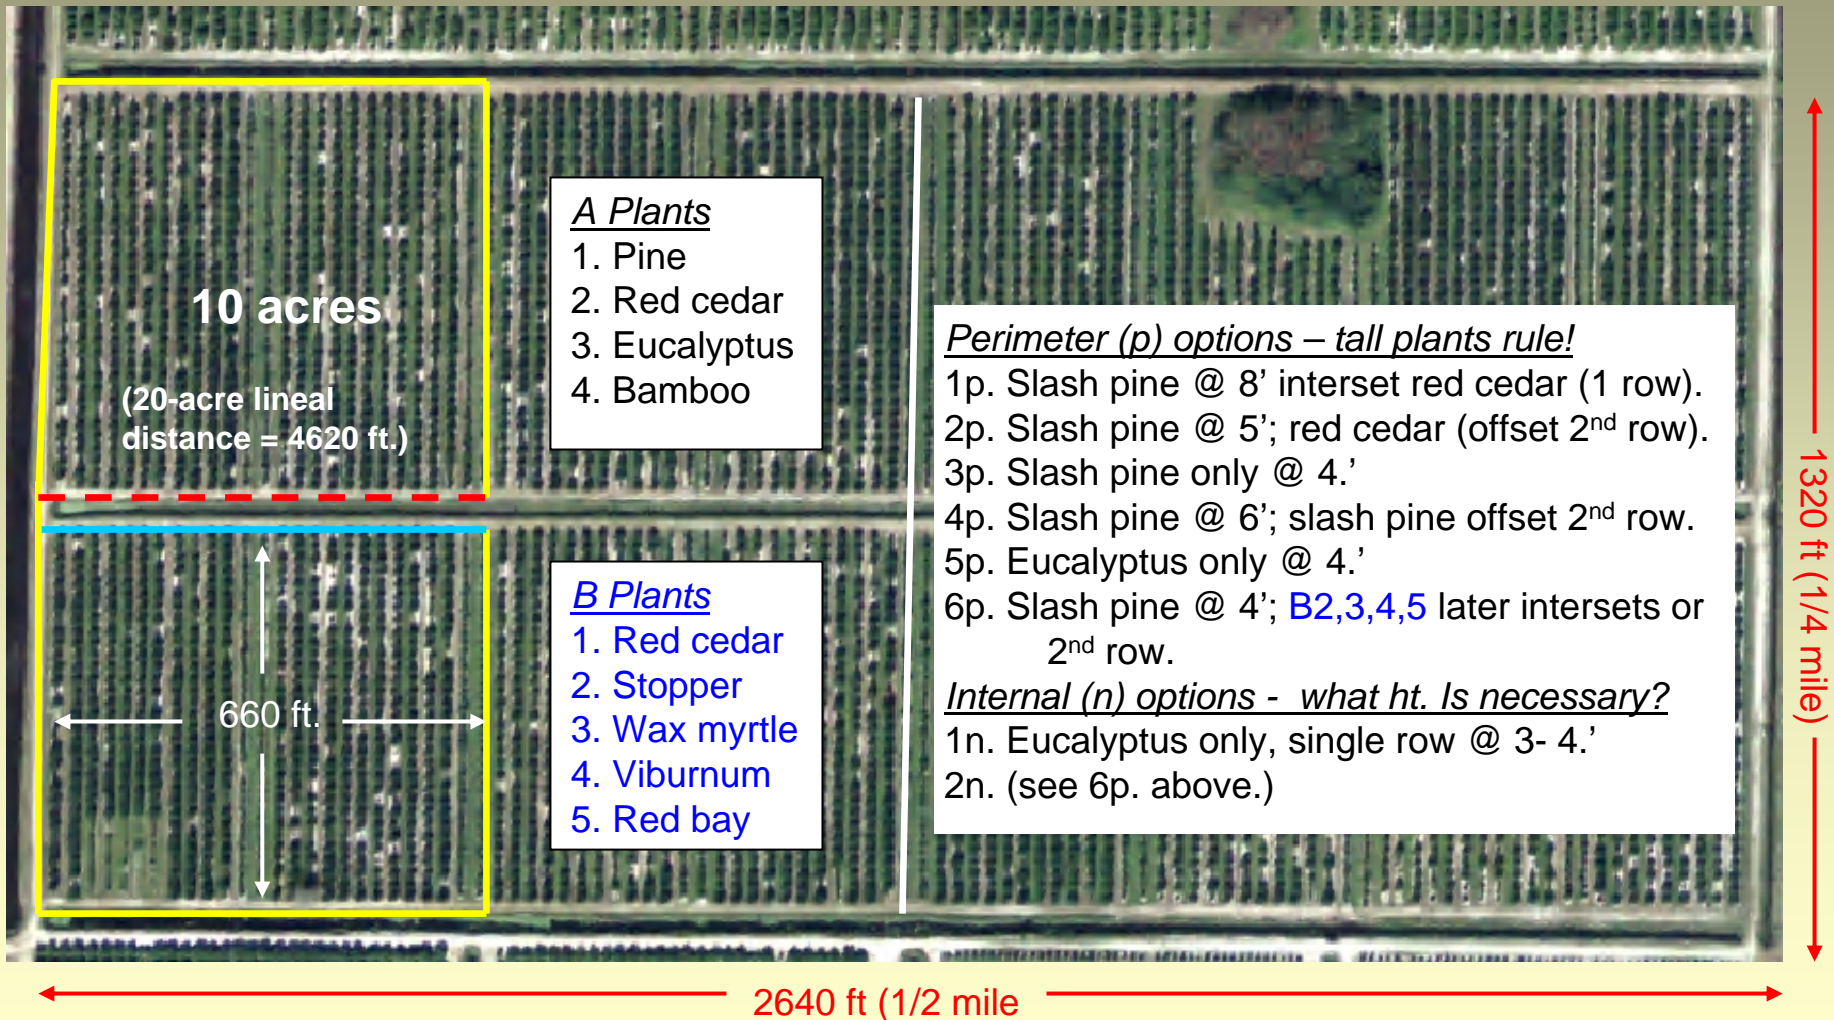 10 acres
(20-acre lineal
distance = 4620 ft.)
A Plants
1. Pine
2. Red cedar
3. Eucalyptus
4. Bamboo
660 ft.
B Plants
1. Red cedar
2. Stopper
3. Wax myrtle
4. Viburnum
5. Red bay
Perimeter (p) options – tall plants rule!
1p. Slash pine @ 8’ interset red cedar (1 row).
2p. Slash pine @ 5’; red cedar (offset 2nd row).
3p. Slash pine only @ 4.’
4p. Slash pine @ 6’; slash pine offset 2nd row.
5p. Eucalyptus only @ 4.’
6p. Slash pine @ 4’; B2,3,4,5 later intersets or
2nd row.
Internal (n) options - what ht. Is necessary?
1n. Eucalyptus only, single row @ 3- 4.’
2n. (see 6p. above.)
1320 ft (1/4 mile)
2640 ft (1/2 mile